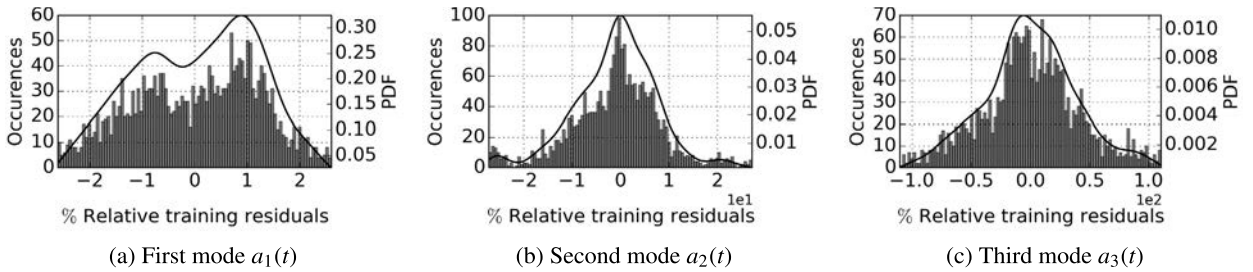 60
50
40
30
20
10
0
Occurences
0.30
0.25
0.20
0.15
0.10
0.05
PDF
−2 −1 0 1 2
% Relative training residuals
(a) First mode a₁(t)
100
80
60
40
20
0
Occurences
0.05
0.04
0.03
0.02
0.01
PDF
−2 −1 0 1 2
1e1
% Relative training residuals
(b) Second mode a₂(t)
70
60
50
40
30
20
10
0
Occurences
0.010
0.008
0.006
0.004
0.002
PDF
−1.0 −0.5 0.0 0.5 1.0
1e2
% Relative training residuals
(c) Third mode a₃(t)